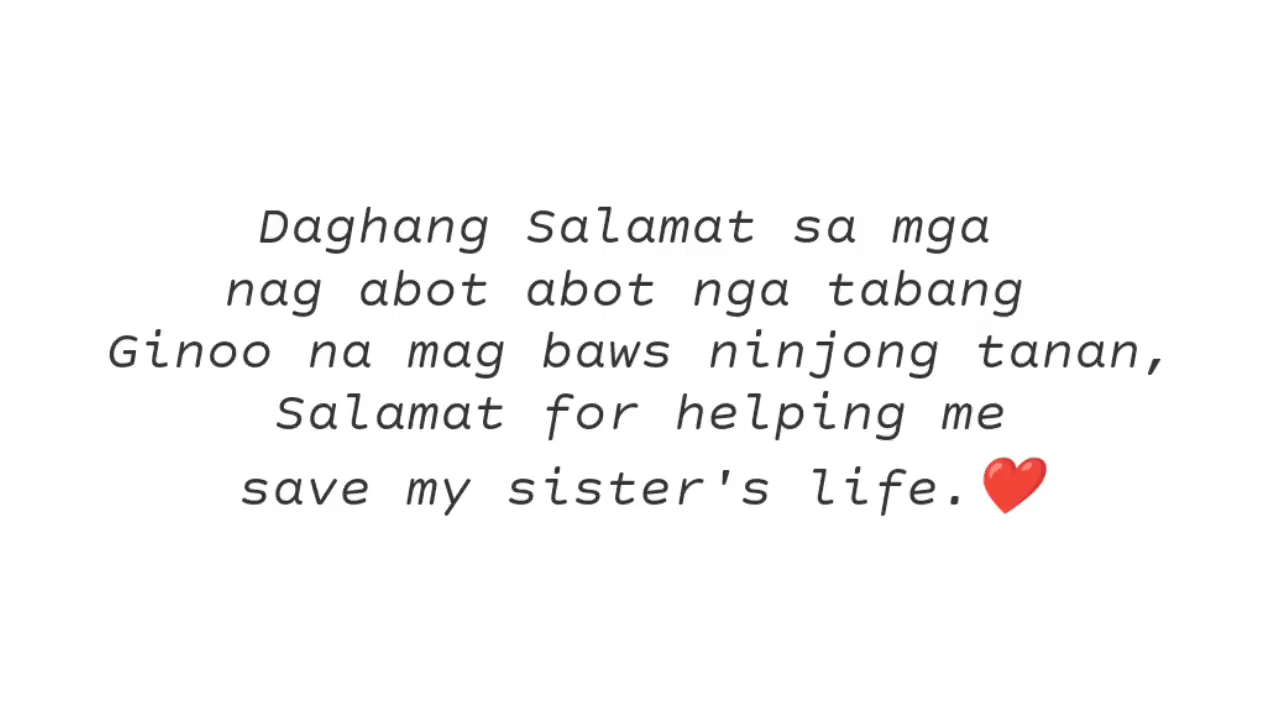 Daghang Salamat sa mga
nag abot abot nga tabang
Ginoo na mag baws ninjong tanan,
Salamat for helping me
save my sister's life.❤️